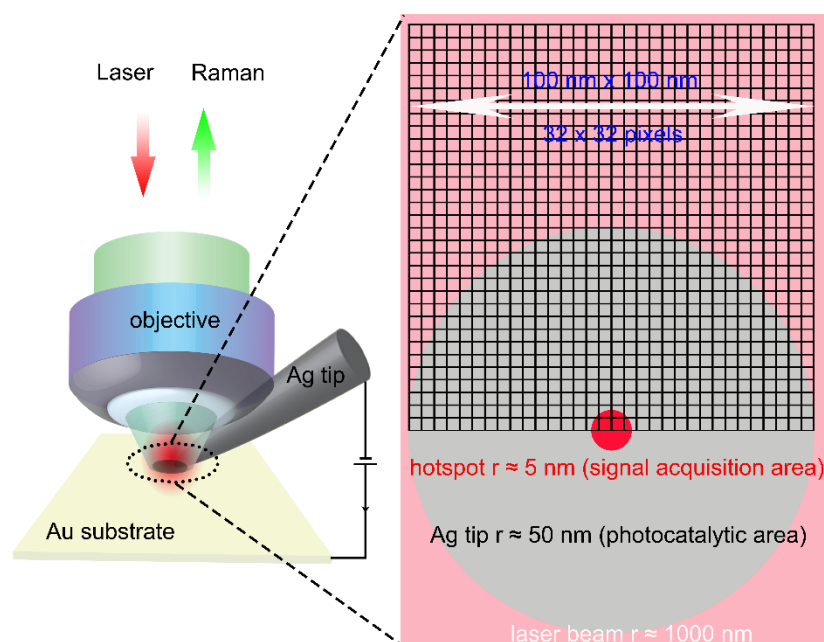 Laser
Raman
objective
Ag tip
Au substrate
100 nm x 100 nm
32 x 32 pixels
hotspot r ≈ 5 nm (signal acquisition area)
Ag tip r ≈ 50 nm (photocatalytic area)
laser beam r ≈ 1000 nm